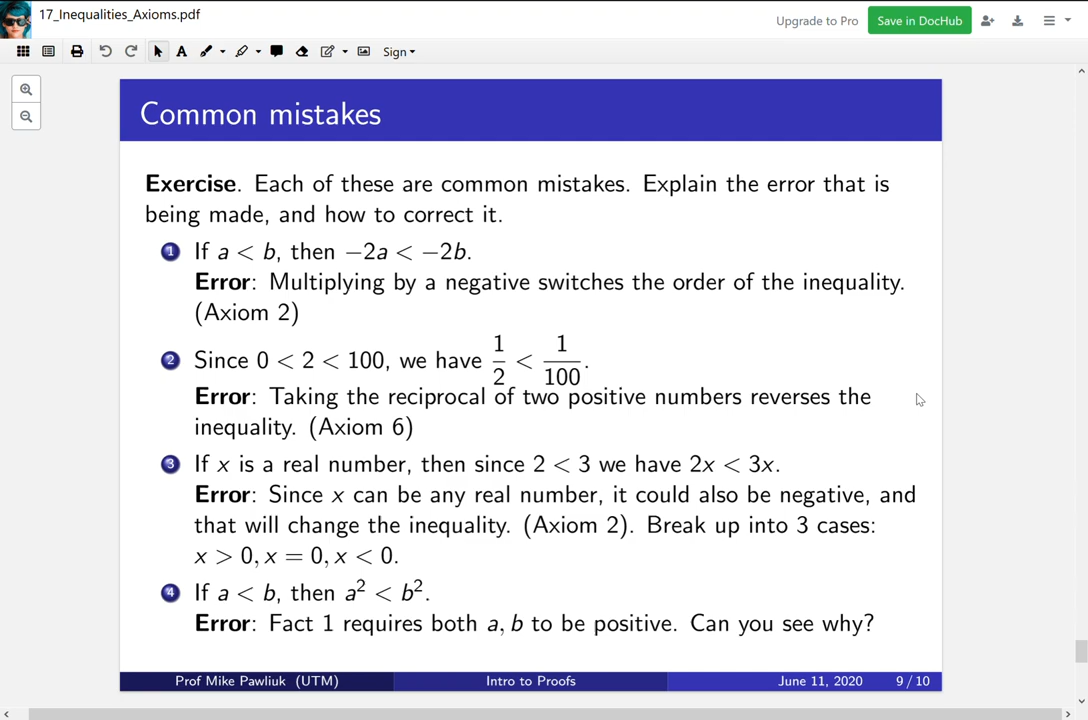 17_Inequalities_Axioms.pdf
Upgrade to Pro
Save in DocHub
A
Sign
Common mistakes
Exercise. Each of these are common mistakes. Explain the error that is
being made, and how to correct it.
1 If a < b, then −2a < −2b.
Error: Multiplying by a negative switches the order of the inequality.
(Axiom 2)
2 Since 0 < 2 < 100, we have 1/2 < 1/100.
Error: Taking the reciprocal of two positive numbers reverses the
inequality. (Axiom 6)
3 If x is a real number, then since 2 < 3 we have 2x < 3x.
Error: Since x can be any real number, it could also be negative, and
that will change the inequality. (Axiom 2). Break up into 3 cases:
x > 0, x = 0, x < 0.
4 If a < b, then a² < b².
Error: Fact 1 requires both a, b to be positive. Can you see why?
Prof Mike Pawliuk (UTM) Intro to Proofs June 11, 2020 9 / 10